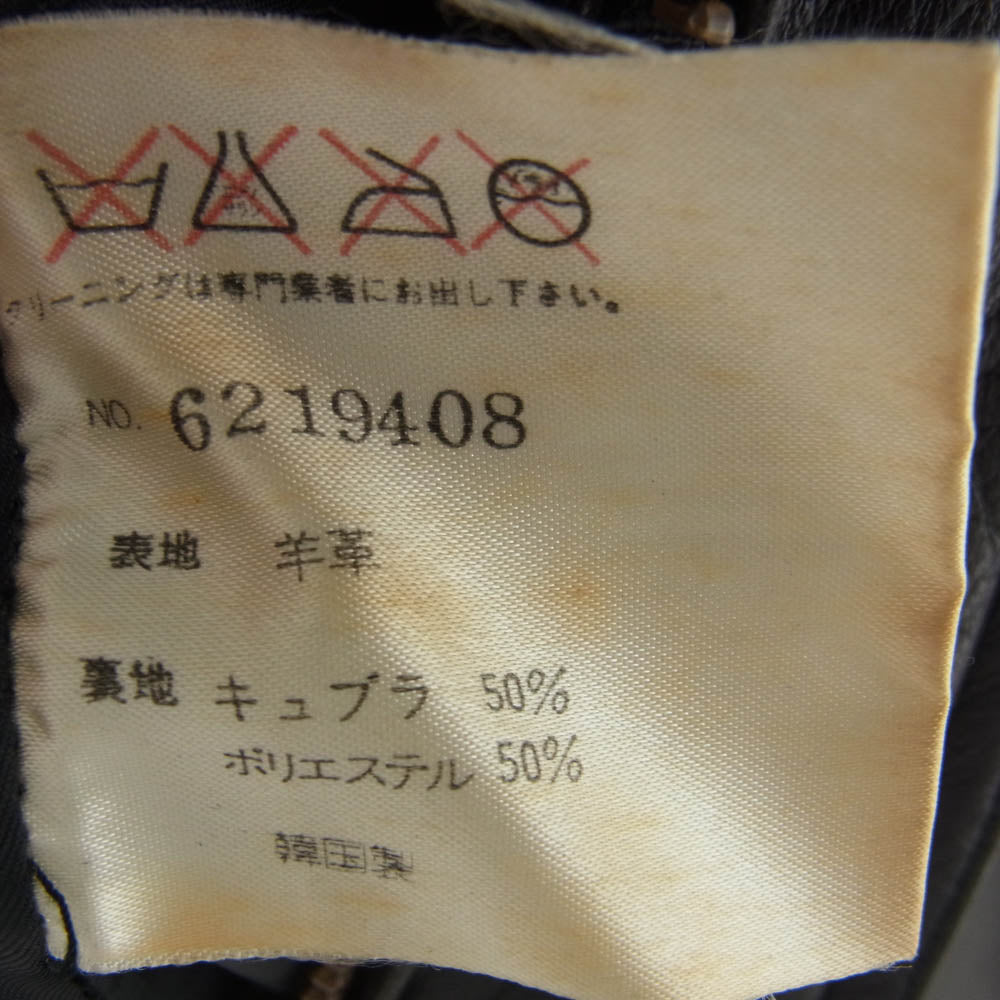 クリーニングは専門業者にお出し下さい。
NO. 6219408
表地 羊革
裏地 キュプラ 50%
ポリエステル 50%
韓国製